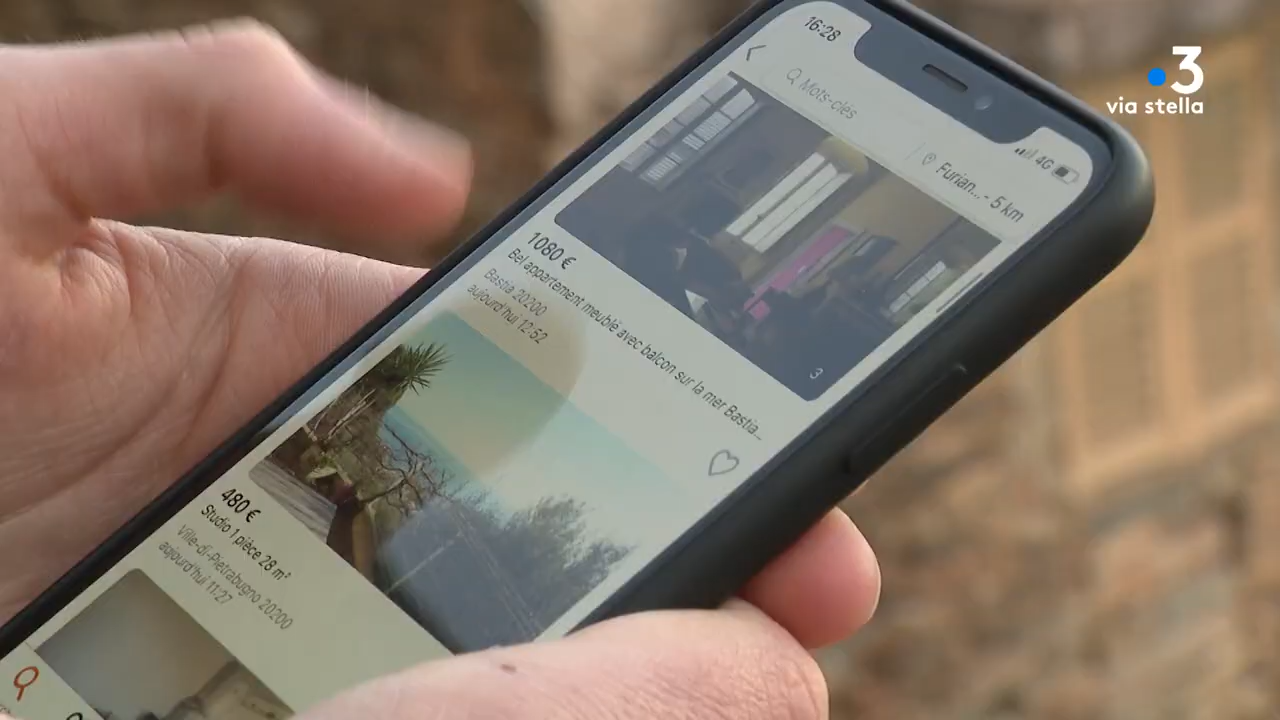 16:28
4G
Mots-clés
Furian... - 5 km
3
1080 €
Bel appartement meublé avec balcon sur la mer Bastia...
Bastia 20200
aujourd'hui 12:52
480 €
Studio 1 pièce 28 m²
Ville-di-Pietrabugno 20200
aujourd'hui 11:27
3
via stella